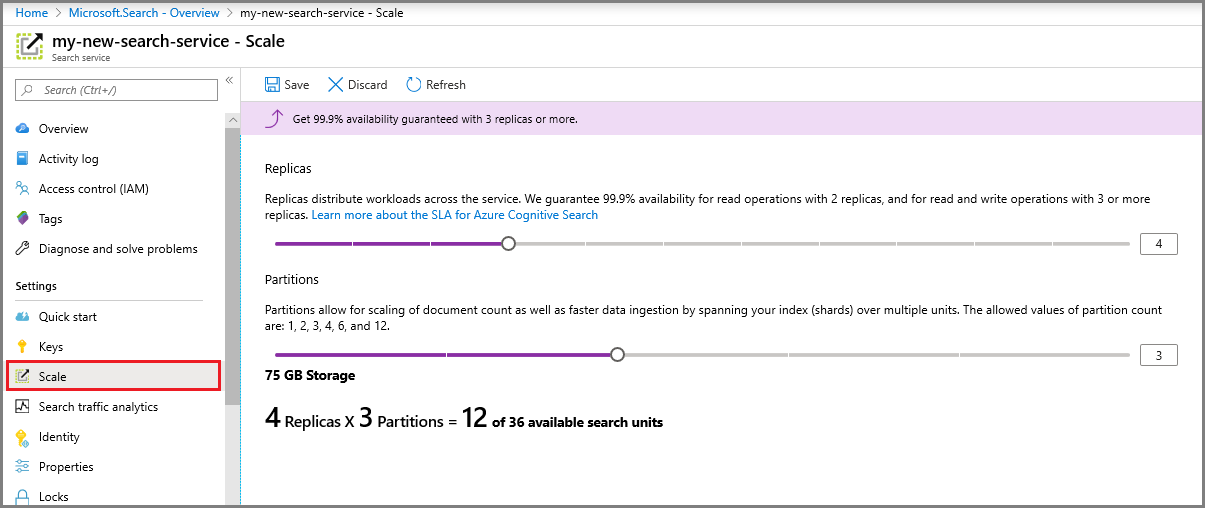 Home > Microsoft.Search - Overview > my-new-search-service - Scale
my-new-search-service - Scale
Search service
Search (Ctrl+/)
«
Overview
Activity log
Access control (IAM)
Tags
Diagnose and solve problems
Settings
Quick start
Keys
Scale
Search traffic analytics
Identity
Properties
Locks
Save Discard Refresh
Get 99.9% availability guaranteed with 3 replicas or more.
Replicas
Replicas distribute workloads across the service. We guarantee 99.9% availability for read operations with 2 replicas, and for read and write operations with 3 or more
replicas. Learn more about the SLA for Azure Cognitive Search
4
Partitions
Partitions allow for scaling of document count as well as faster data ingestion by spanning your index (shards) over multiple units. The allowed values of partition count
are: 1, 2, 3, 4, 6, and 12.
3
75 GB Storage
4 Replicas X 3 Partitions = 12 of 36 available search units